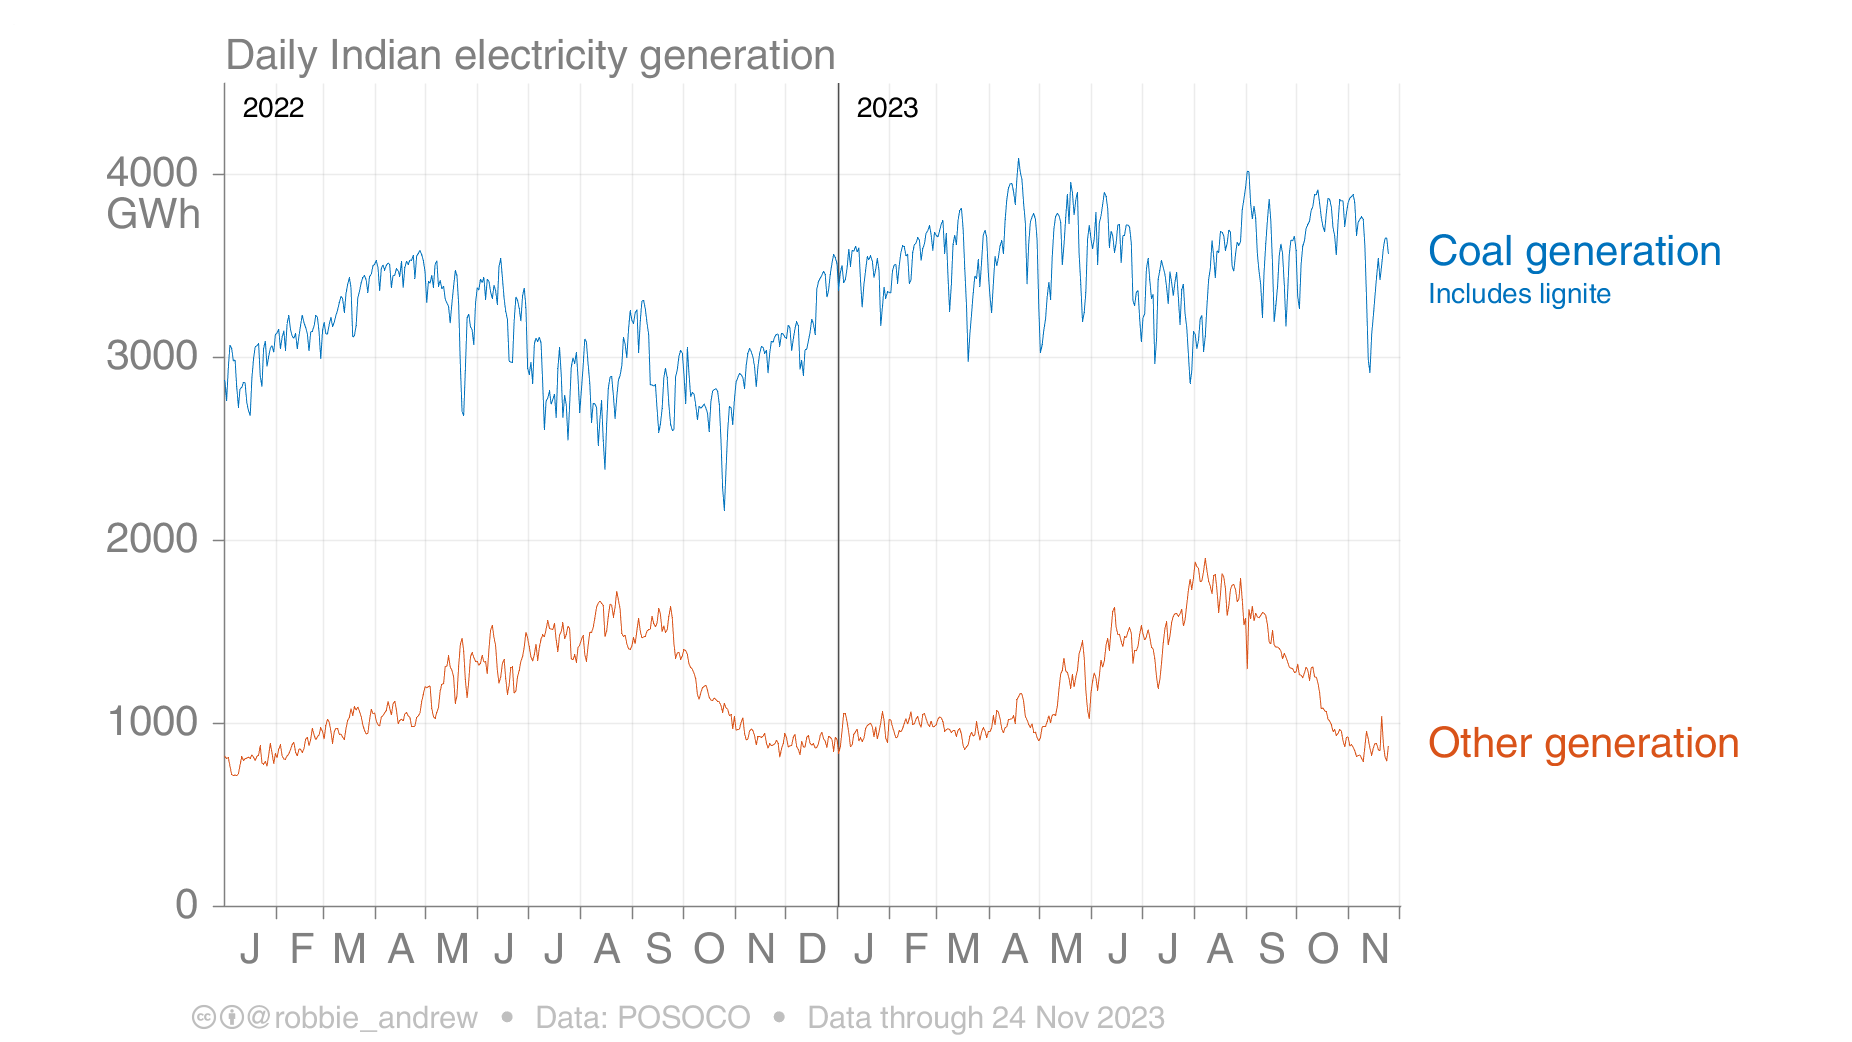 Daily Indian electricity generation
2022 2023
4000
GWh
3000
2000
1000
0
Coal generation
Includes lignite
Other generation
J F M A M J J A S O N D J F M A M J J A S O N
@robbie_andrew • Data: POSOCO • Data through 24 Nov 2023